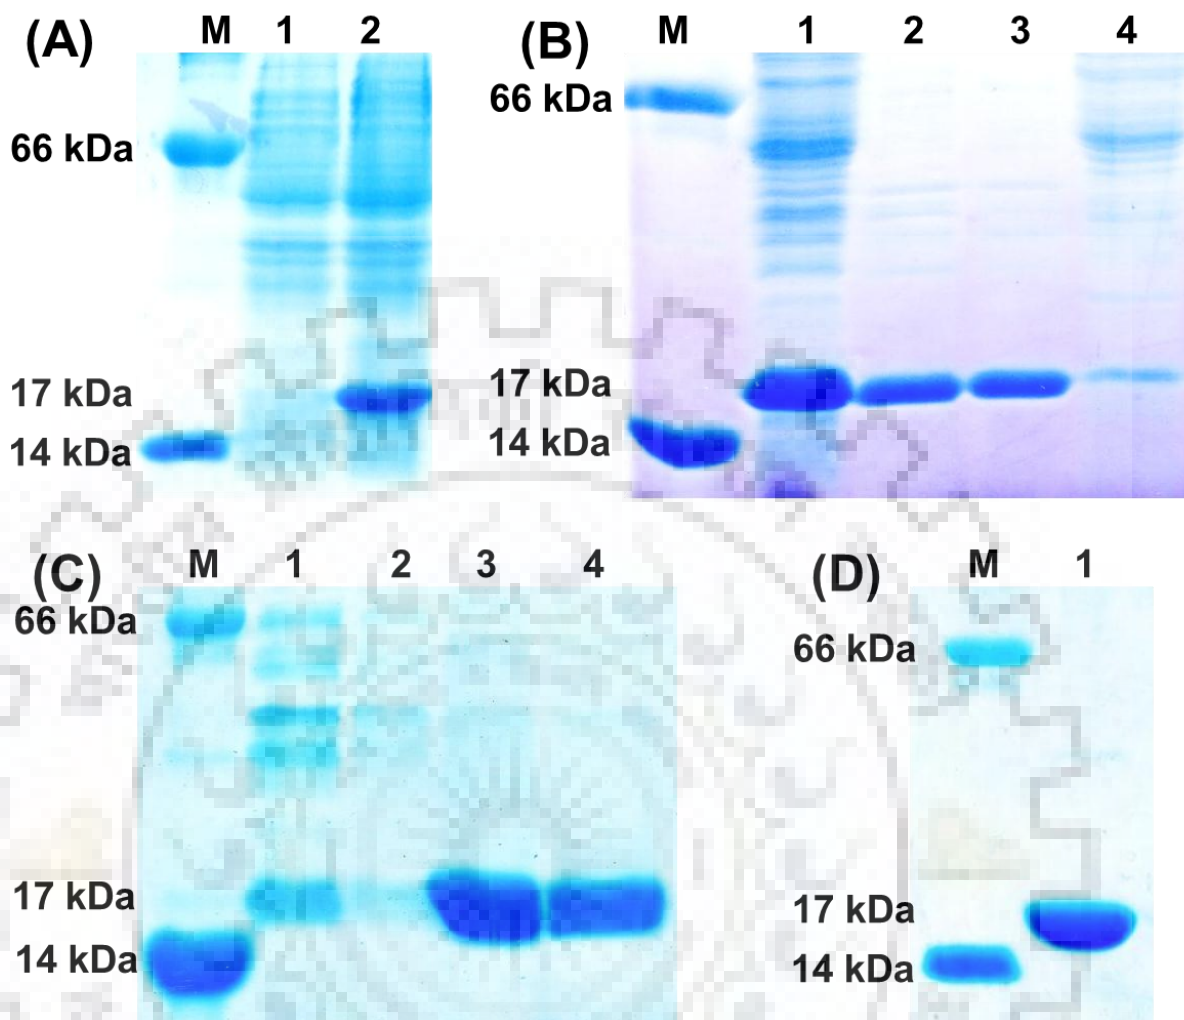 (A) M 1 2
66 kDa
17 kDa
14 kDa
(B) M 1 2 3 4
66 kDa
17 kDa
14 kDa
(C) M 1 2 3 4
66 kDa
17 kDa
14 kDa
(D) M 1
66 kDa
17 kDa
14 kDa